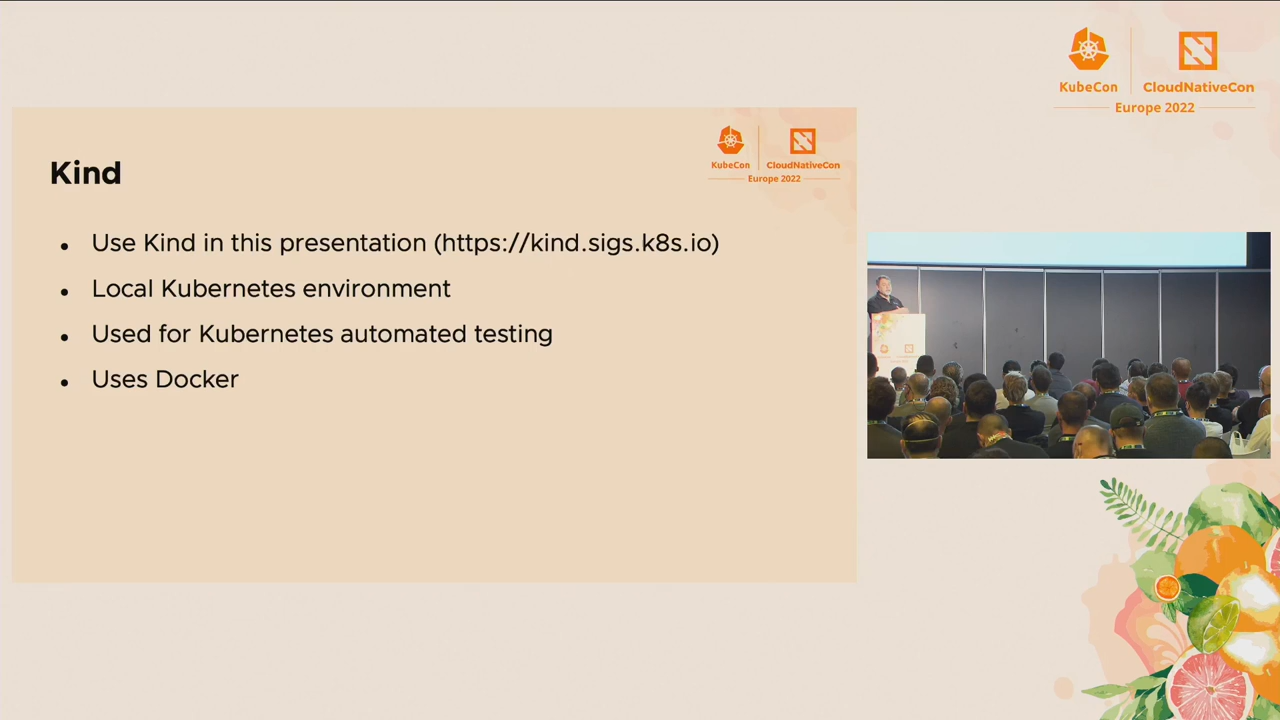 KubeCon
CloudNativeCon
Europe 2022
KubeCon
CloudNativeCon
Europe 2022
Kind
Use Kind in this presentation (https://kind.sigs.k8s.io)
Local Kubernetes environment
Used for Kubernetes automated testing
Uses Docker